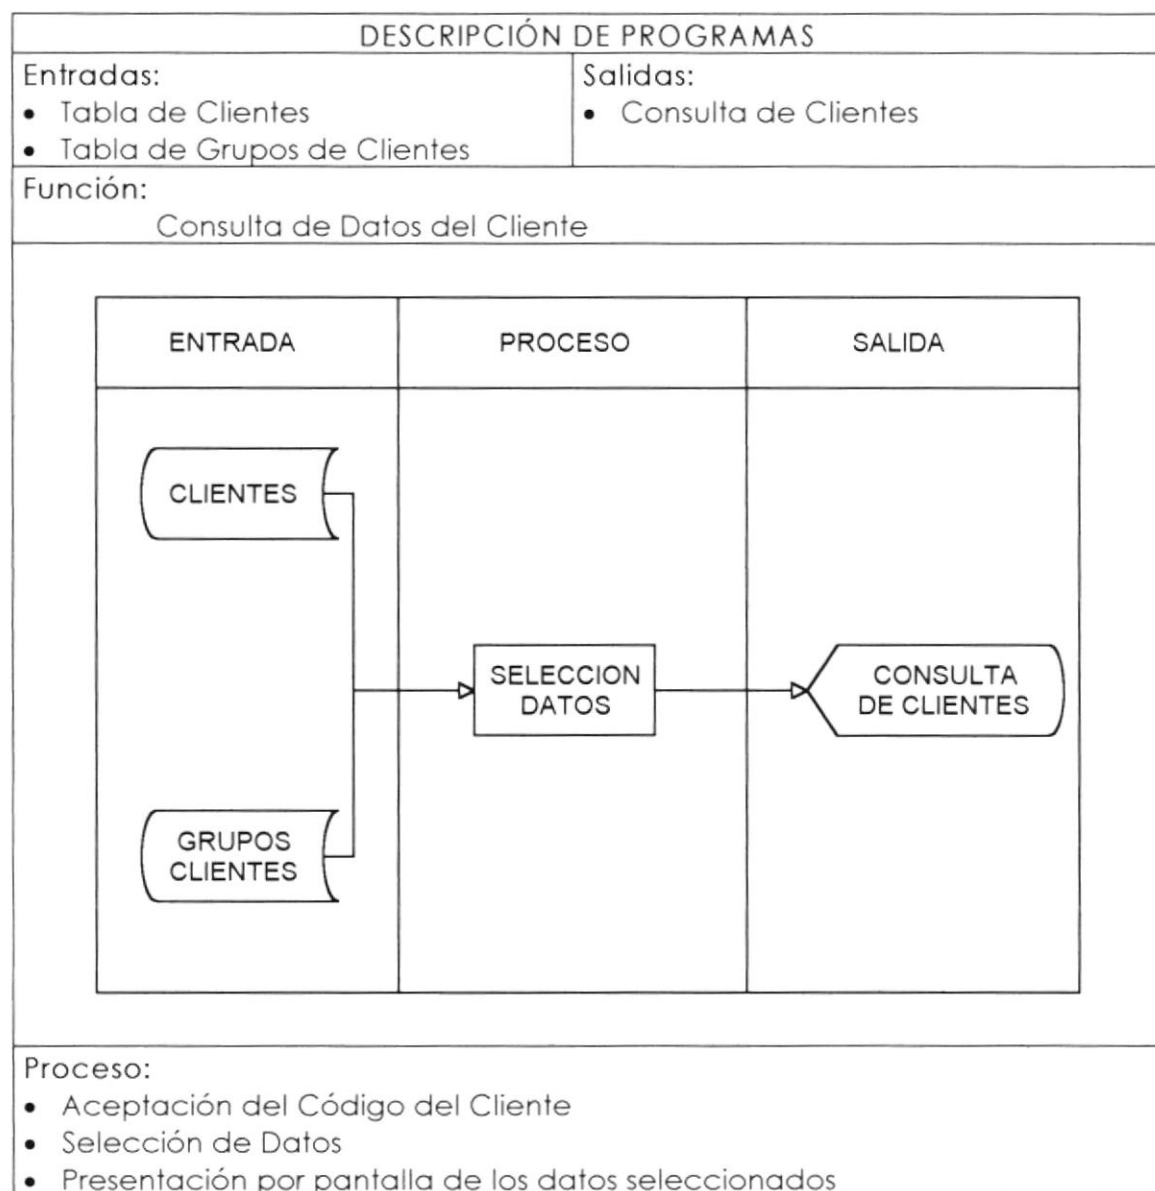 DESCRIPCIÓN DE PROGRAMAS
Entradas:
• Tabla de Clientes
• Tabla de Grupos de Clientes
Salidas:
• Consulta de Clientes
Función:
Consulta de Datos del Cliente
ENTRADA
PROCESO
SALIDA
CLIENTES
SELECCION
DATOS
CONSULTA
DE CLIENTES
GRUPOS
CLIENTES
Proceso:
• Aceptación del Código del Cliente
• Selección de Datos
• Presentación por pantalla de los datos seleccionados